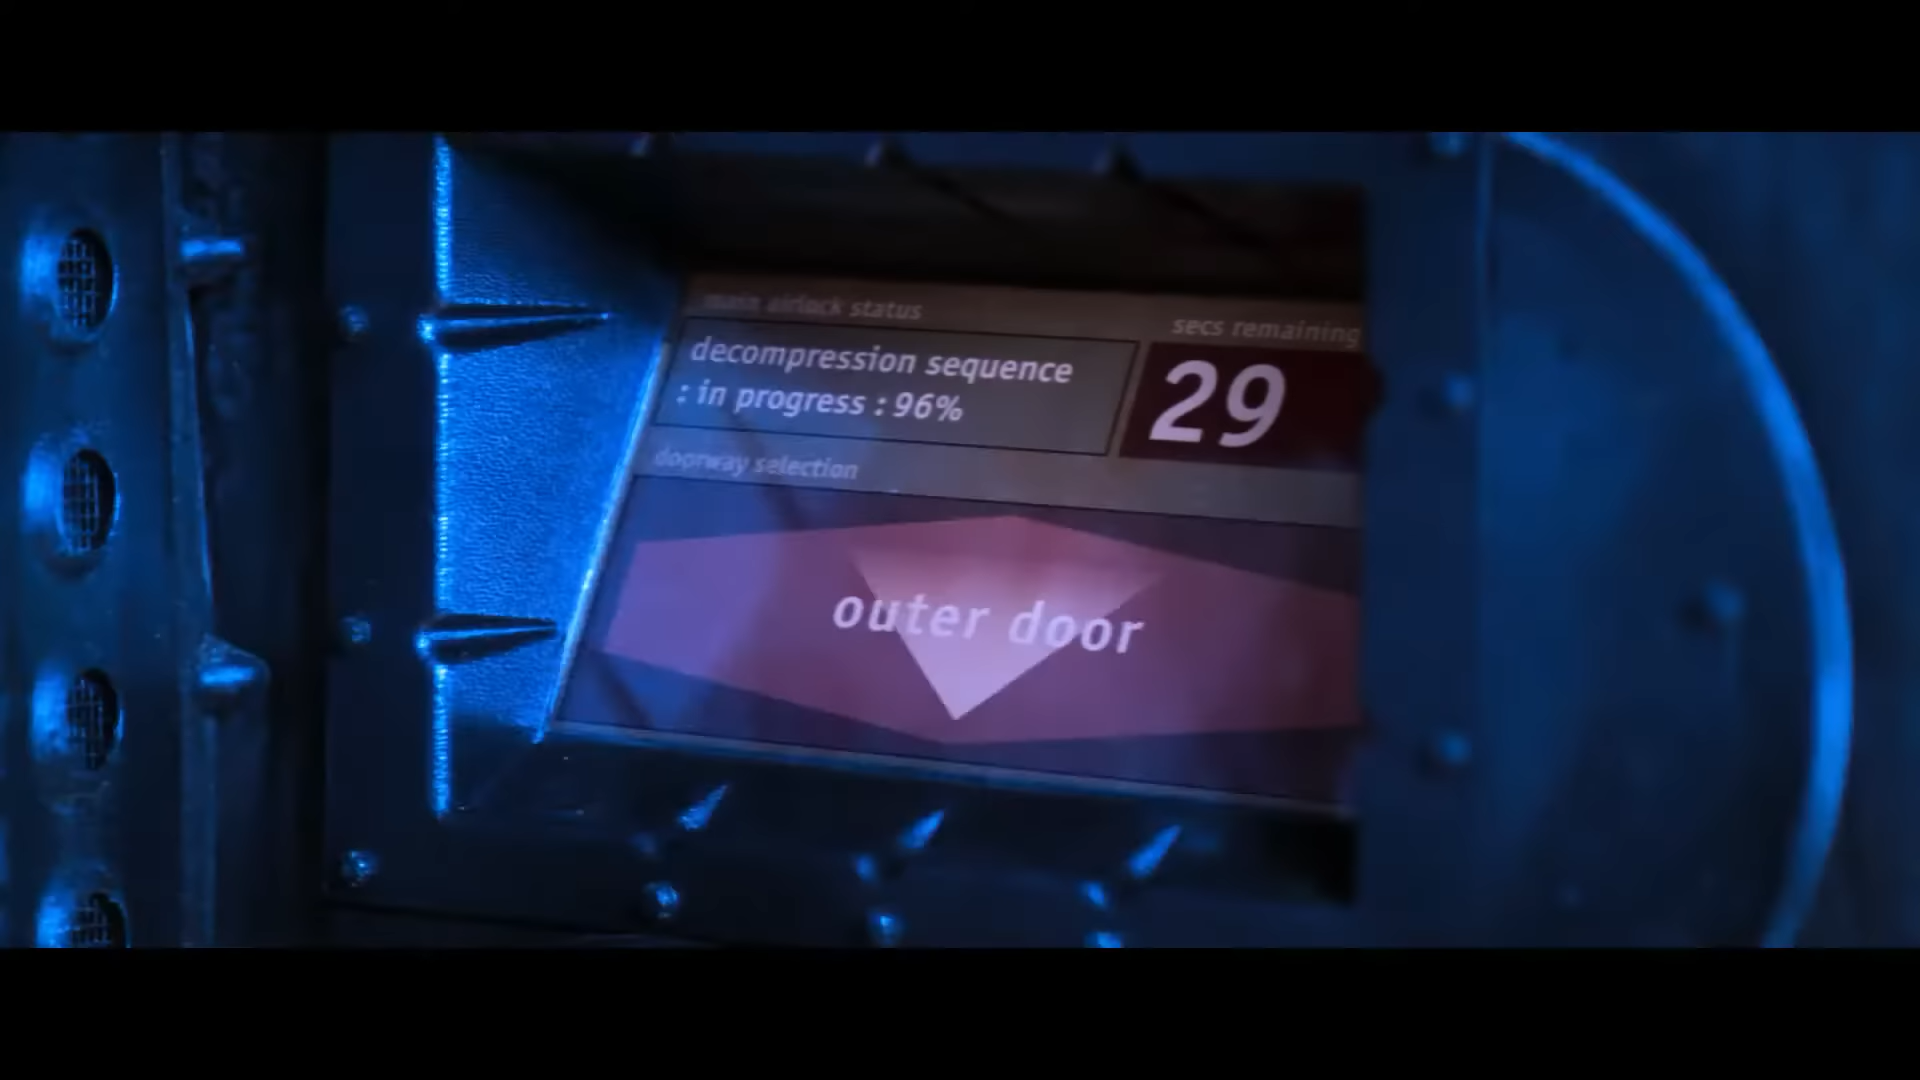 main airlock status
secs remaining
decompression sequence
: in progress : 96%
29
doorway selection
outer door